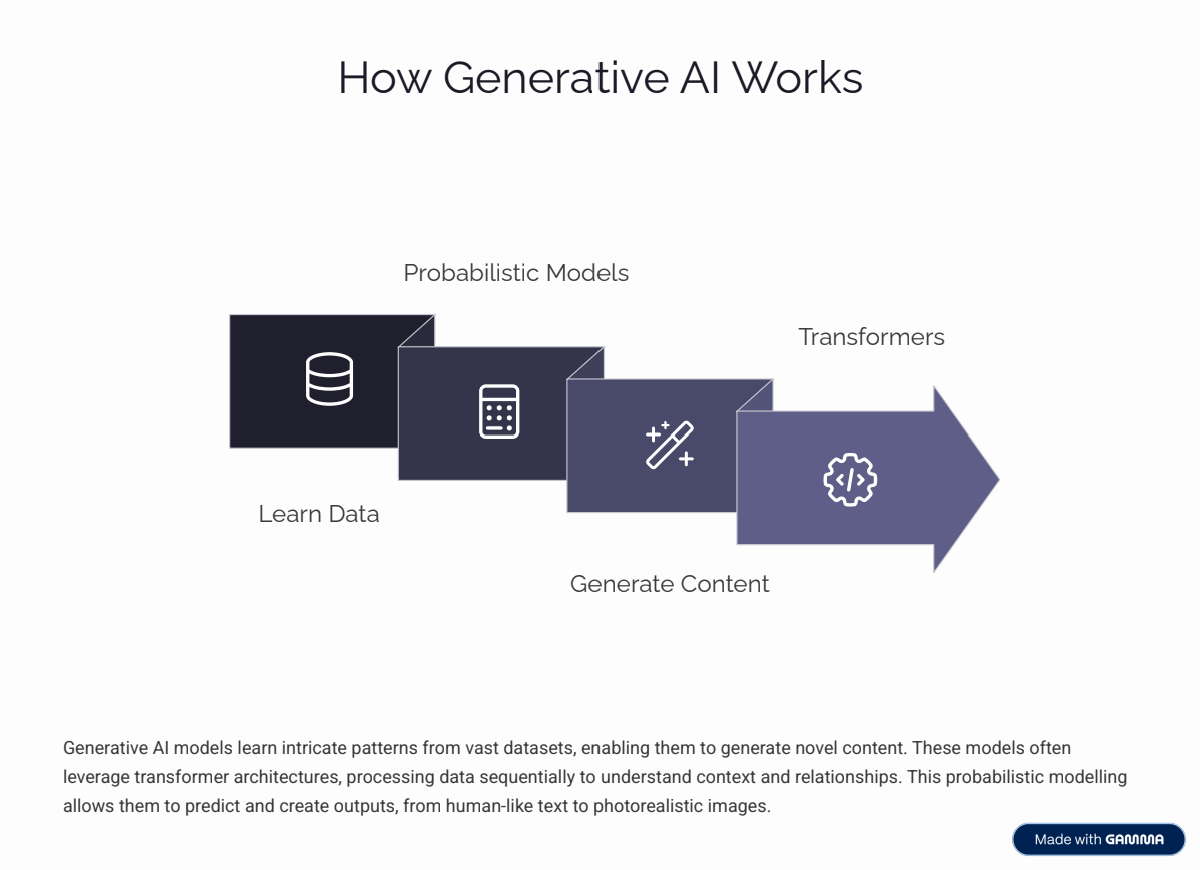 How Generative AI Works
Probabilistic Models
Transformers
Learn Data
Generate Content
Generative AI models learn intricate patterns from vast datasets, enabling them to generate novel content. These models often
leverage transformer architectures, processing data sequentially to understand context and relationships. This probabilistic modelling
allows them to predict and create outputs, from human-like text to photorealistic images.
Made with GAMMA